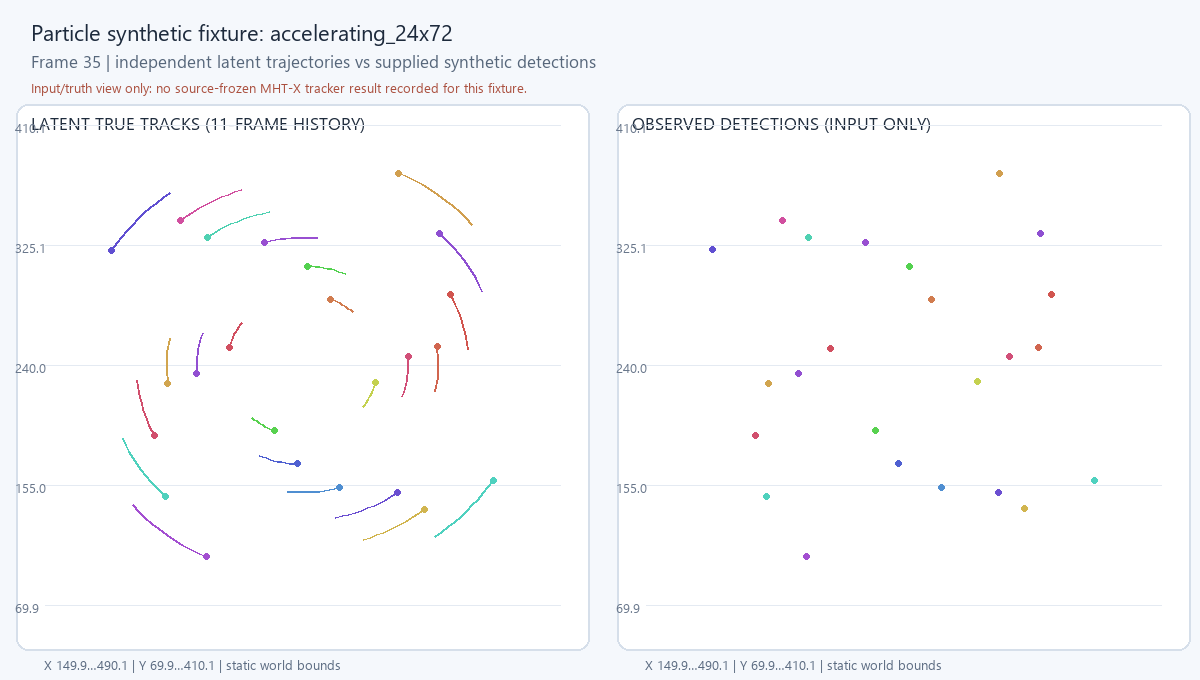 Particle synthetic fixture: accelerating_24x72
Frame 35 | independent latent trajectories vs supplied synthetic detections
Input/truth view only: no source-frozen MHT-X tracker result recorded for this fixture.
LATENT TRUE TRACKS (11-FRAME HISTORY)
410.1
325.1
240.0
155.0
69.9
X 149.9...490.1 | Y 69.9...410.1 | static world bounds
OBSERVED DETECTIONS (INPUT ONLY)
410.1
325.1
240.0
155.0
69.9
X 149.9...490.1 | Y 69.9...410.1 | static world bounds